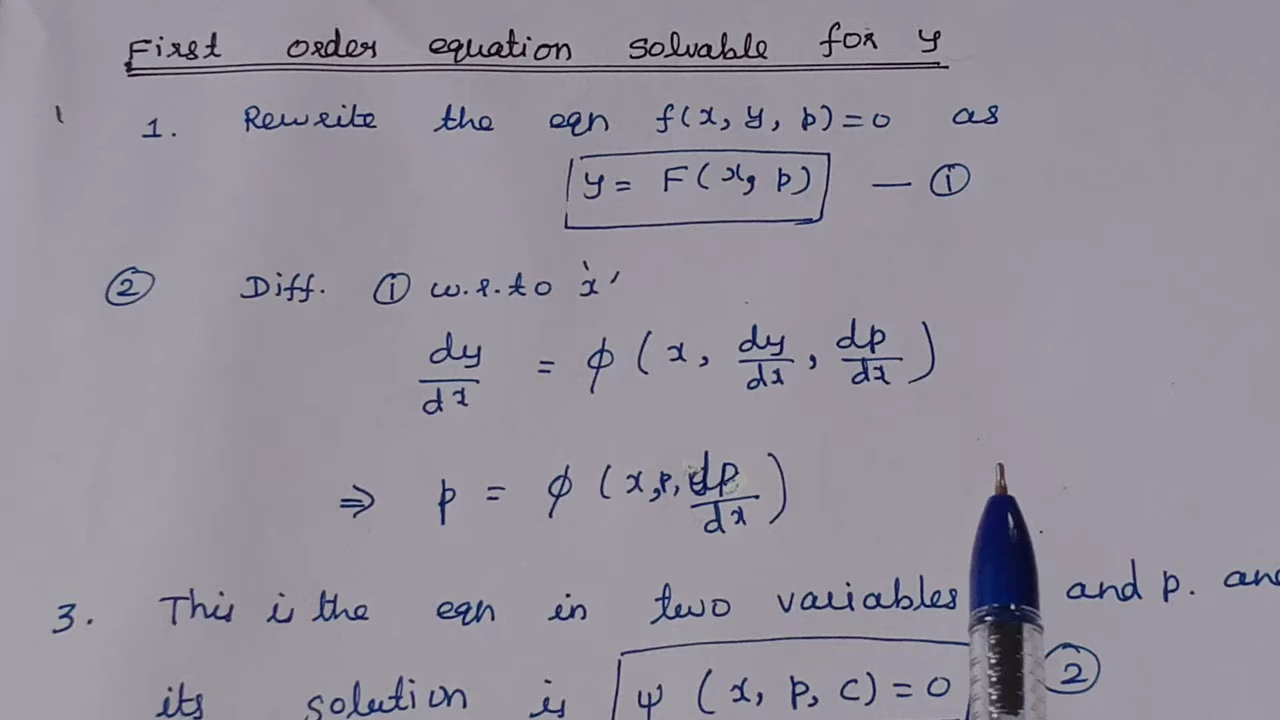 First order equation solvable for y
1. Rewrite the eqn f(x, y, p)=0 as
y = F(x, p) — ①
② Diff. ① w.r.to 'x'
dy/dx = ϕ(x, dy/dx, dp/dx)
⇒ p = ϕ(x, p, dp/dx)
3. This is the eqn in two variables and p. and
its solution is ψ(x, p, c)=0 ②